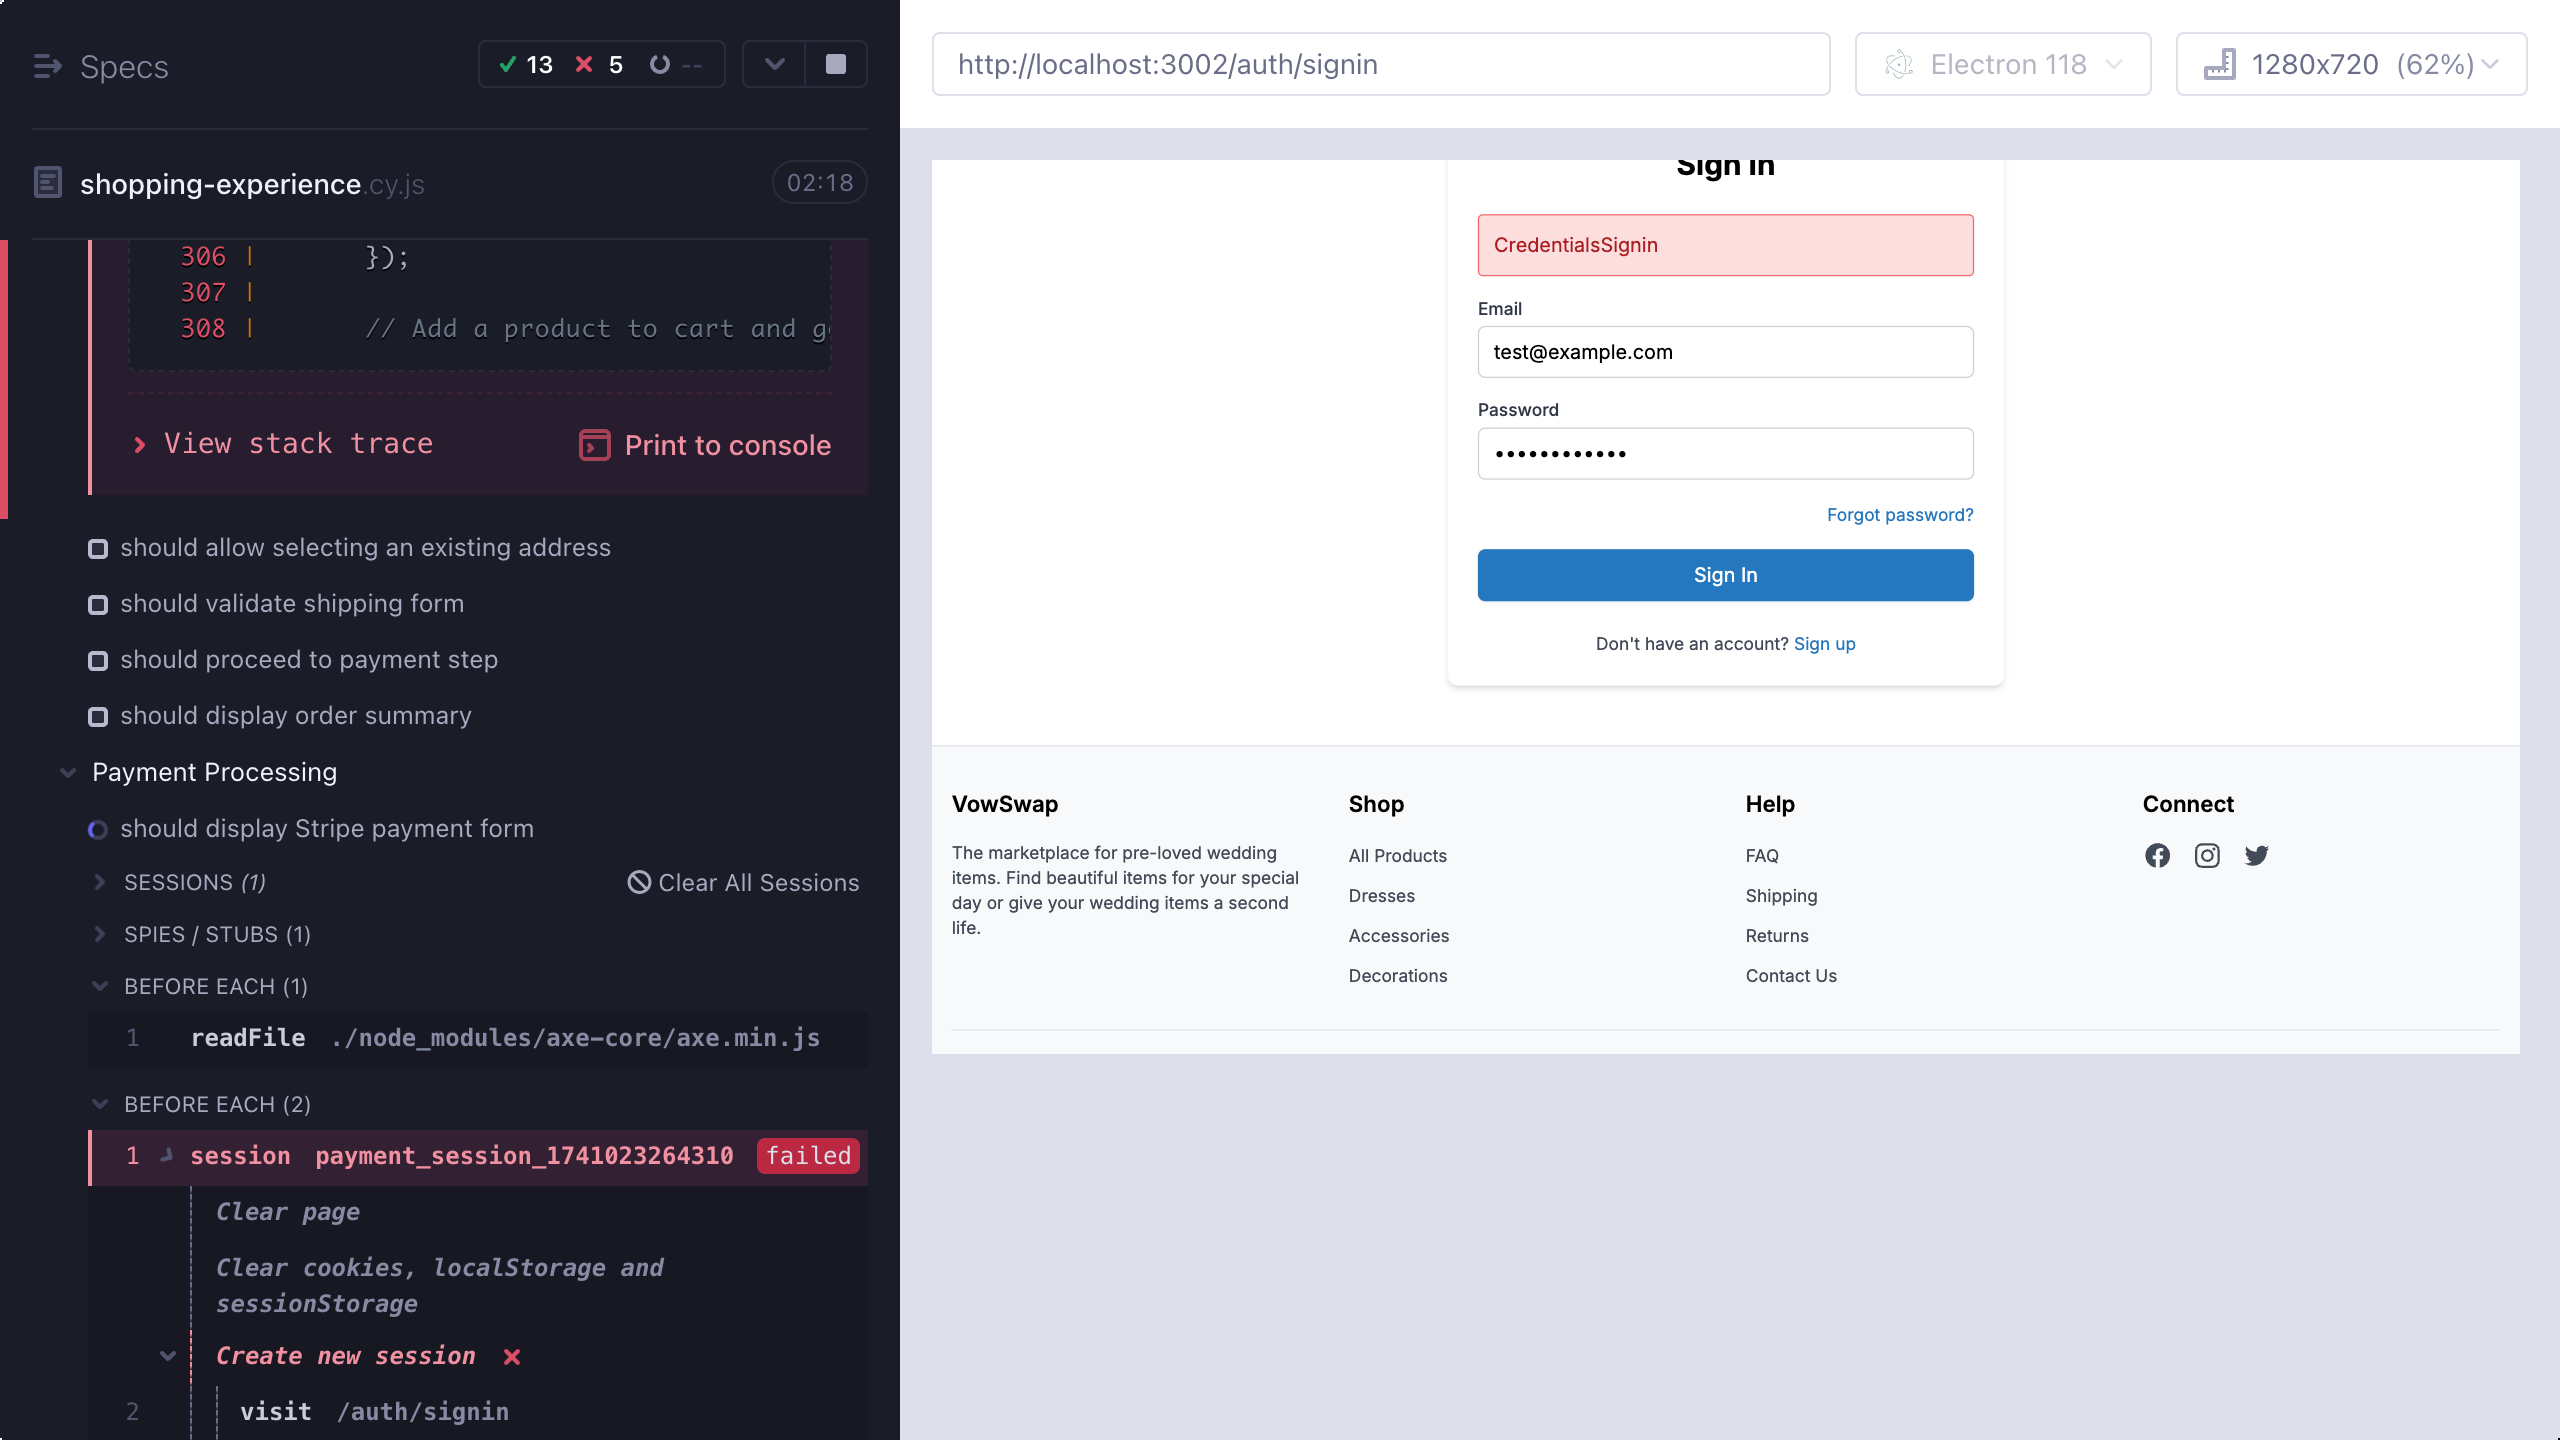 Specs
13 5 --
shopping-experience.cy.js
02:18
306 | });
307 |
308 | // Add a product to cart and g
View stack trace
Print to console
should allow selecting an existing address
should validate shipping form
should proceed to payment step
should display order summary
Payment Processing
should display Stripe payment form
SESSIONS (1)
Clear All Sessions
SPIES / STUBS (1)
BEFORE EACH (1)
1 readFile ./node_modules/axe-core/axe.min.js
BEFORE EACH (2)
1 session payment_session_1741023264310 failed
Clear page
Clear cookies, localStorage and
sessionStorage
Create new session
2 visit /auth/signin
http://localhost:3002/auth/signin
Electron 118
1280x720 (62%)
Sign In
CredentialsSignin
Email
test@example.com
Password
••••••••••••
Forgot password?
Sign In
Don't have an account? Sign up
VowSwap
The marketplace for pre-loved wedding
items. Find beautiful items for your special
day or give your wedding items a second
life.
Shop
All Products
Dresses
Accessories
Decorations
Help
FAQ
Shipping
Returns
Contact Us
Connect